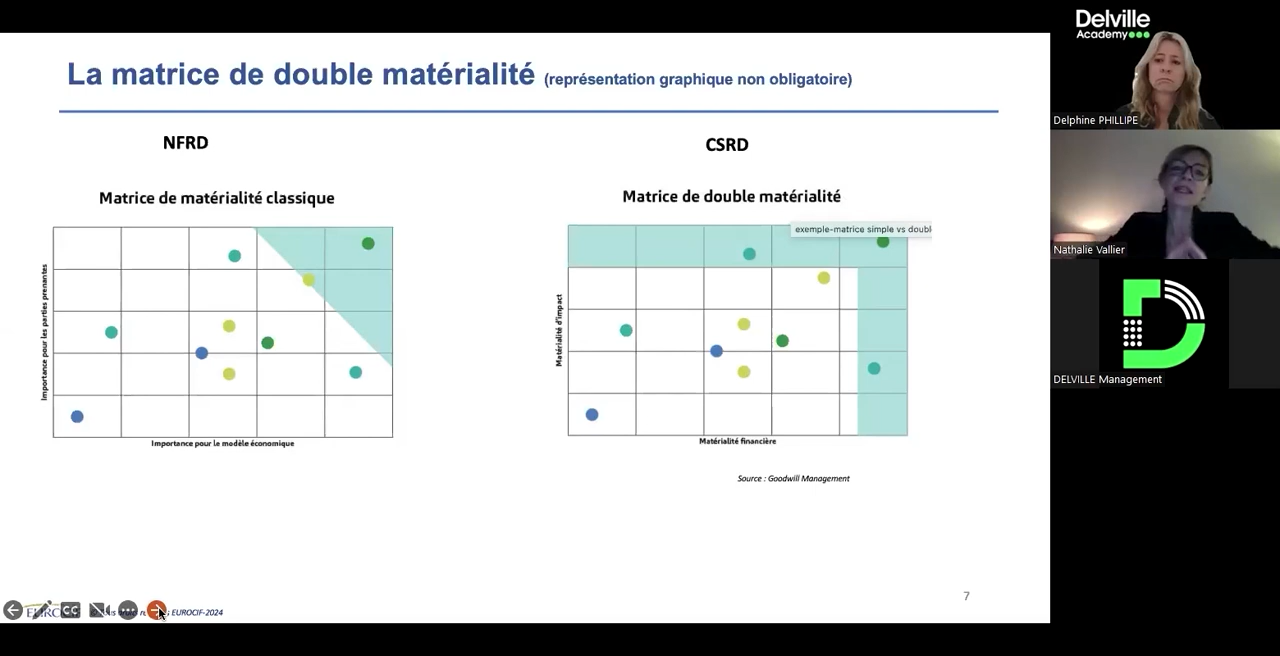 La matrice de double matérialité (représentation graphique non obligatoire)
NFRD
CSRD
Matrice de matérialité classique
Matrice de double matérialité
exemple-matrice simple vs doubl
Importance pour les parties prenantes
Importance pour le modèle économique
Matérialité d'impact
Matérialité financière
Source : Goodwill Management
7
CC
EUROCIF-2024
Delville
Academy
Delphine PHILLIPE
Nathalie Vallier
DELVILLE Management